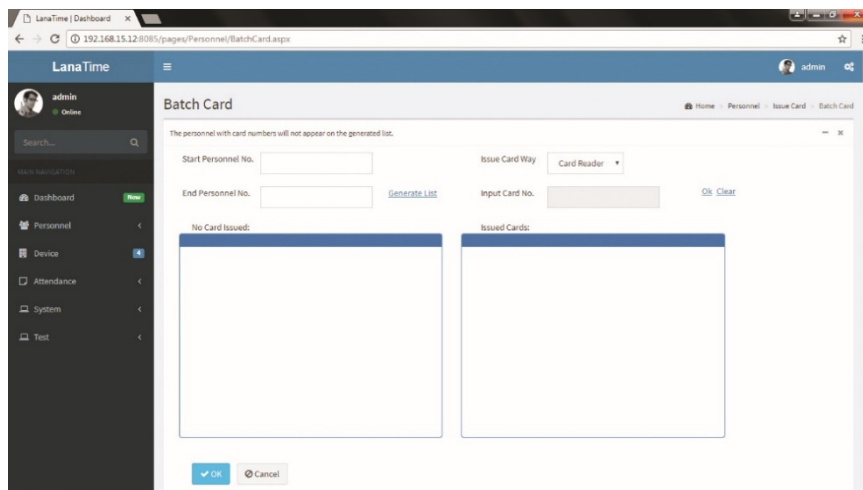 LanaTime | Dashboard
192.168.15.12:8085/pages/Personnel/BatchCard.aspx
LanaTime
admin
admin
Online
Search...
MAIN NAVIGATION
Dashboard New
Personnel
Device 4
Attendance
System
Test
Batch Card
Home > Personnel > Issue Card > Batch Card
The personnel with card numbers will not appear on the generated list.
Start Personnel No.
Issue Card Way Card Reader
End Personnel No. Generate List
Input Card No. Ok Clear
No Card Issued:
Issued Cards:
OK Cancel